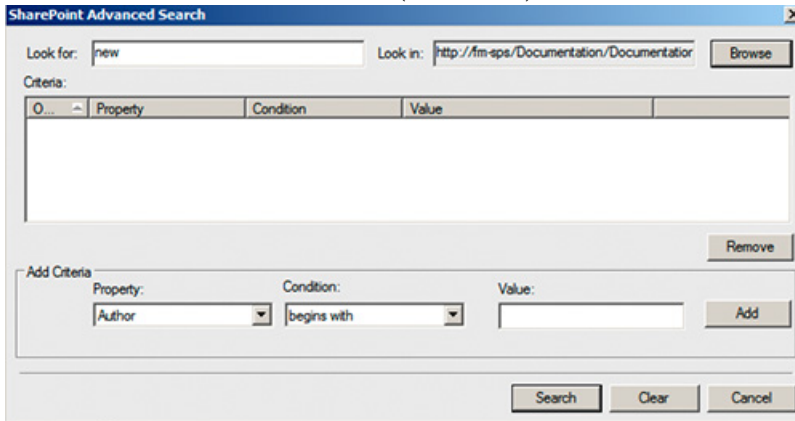 SharePoint Advanced Search
Look for: new Look in: http://fm-sps/Documentation/Documentation Browse
Criteria:
O... Property Condition Value
Remove
Add Criteria
Property: Condition: Value:
Author begins with Add
Search Clear Cancel